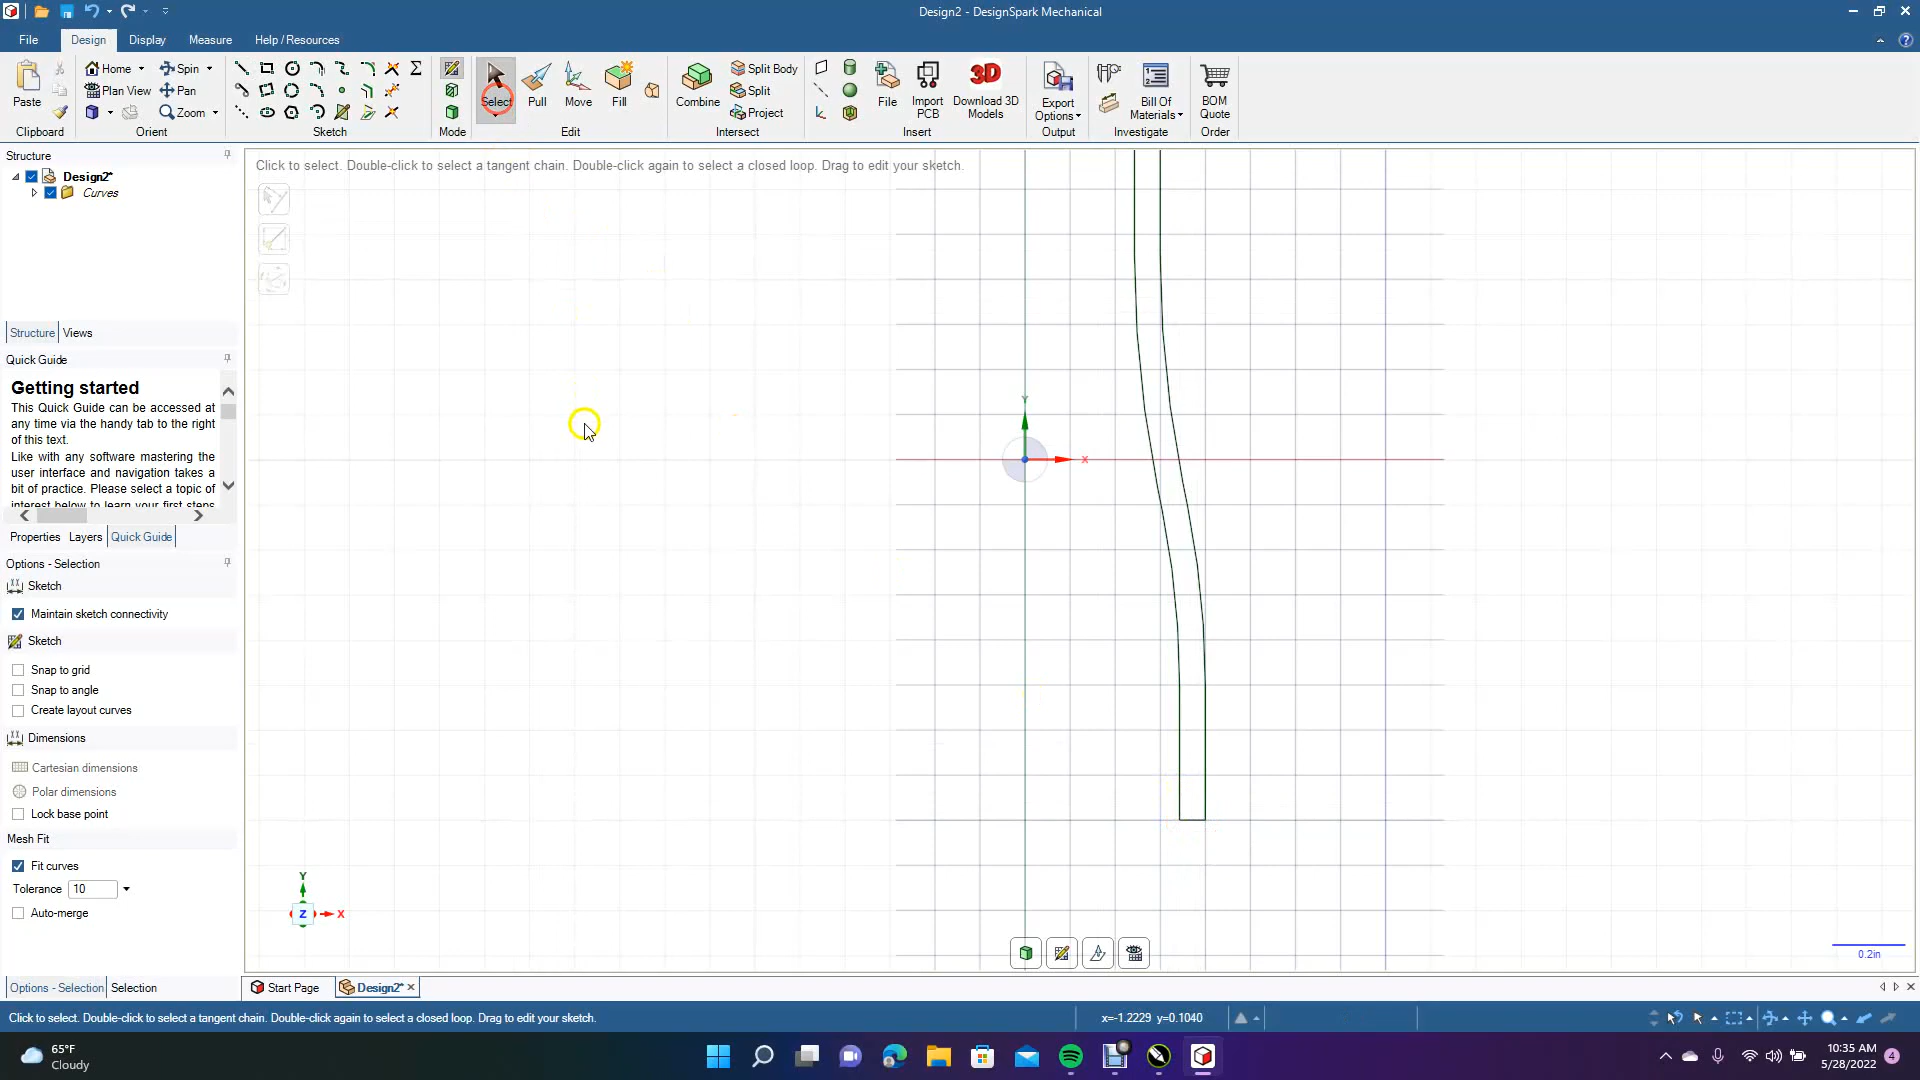 Design2 - DesignSpark Mechanical
File Design Display Measure Help / Resources
Paste
Clipboard
Home Spin
Plan View Pan
Zoom
Orient
Sketch
Mode
Select Pull Move Fill
Edit
Combine Split Body
Split
Project
Intersect
File Import PCB Download 3D Models
Insert
Export Options
Output
Bill Of Materials
Investigate
BOM Quote
Order
Structure
Design2*
Curves
Structure Views
Quick Guide
Getting started
This Quick Guide can be accessed at
any time via the handy tab to the right
of this text.
Like with any software mastering the
user interface and navigation takes a
bit of practice. Please select a topic of
interest below to learn your first steps
Properties Layers Quick Guide
Options - Selection
Sketch
Maintain sketch connectivity
Sketch
Snap to grid
Snap to angle
Create layout curves
Dimensions
Cartesian dimensions
Polar dimensions
Lock base point
Mesh Fit
Fit curves
Tolerance 10
Auto-merge
Options - Selection Selection
Click to select. Double-click to select a tangent chain. Double-click again to select a closed loop. Drag to edit your sketch.
Y
X
Y
Z X
0.2in
Start Page Design2*
Click to select. Double-click to select a tangent chain. Double-click again to select a closed loop. Drag to edit your sketch.
x=-1.2229 y=0.1040
65°F
Cloudy
10:35 AM
5/28/2022
4